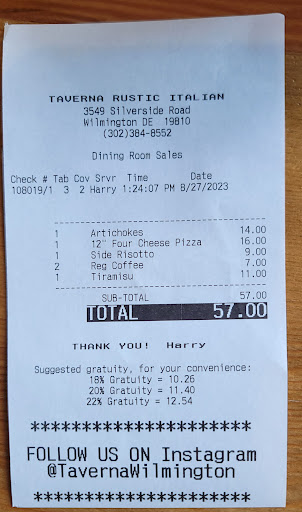 TAVERNA RUSTIC ITALIAN
3549 Silverside Road
Wilmington DE 19810
(302)384-8552
Dining Room Sales
Check # Tab Cov Srvr Time Date
108019/1 3 2 Harry 1:24:07 PM 8/27/2023
1 Artichokes 14.00
1 12" Four Cheese Pizza 16.00
1 Side Risotto 9.00
2 Reg Coffee 7.00
1 Tiramisu 11.00
SUB-TOTAL 57.00
TOTAL 57.00
THANK YOU! Harry
Suggested gratuity, for your convenience:
18% Gratuity = 10.26
20% Gratuity = 11.40
22% Gratuity = 12.54
*********************
FOLLOW US ON Instagram
@TavernaWilmington
*********************